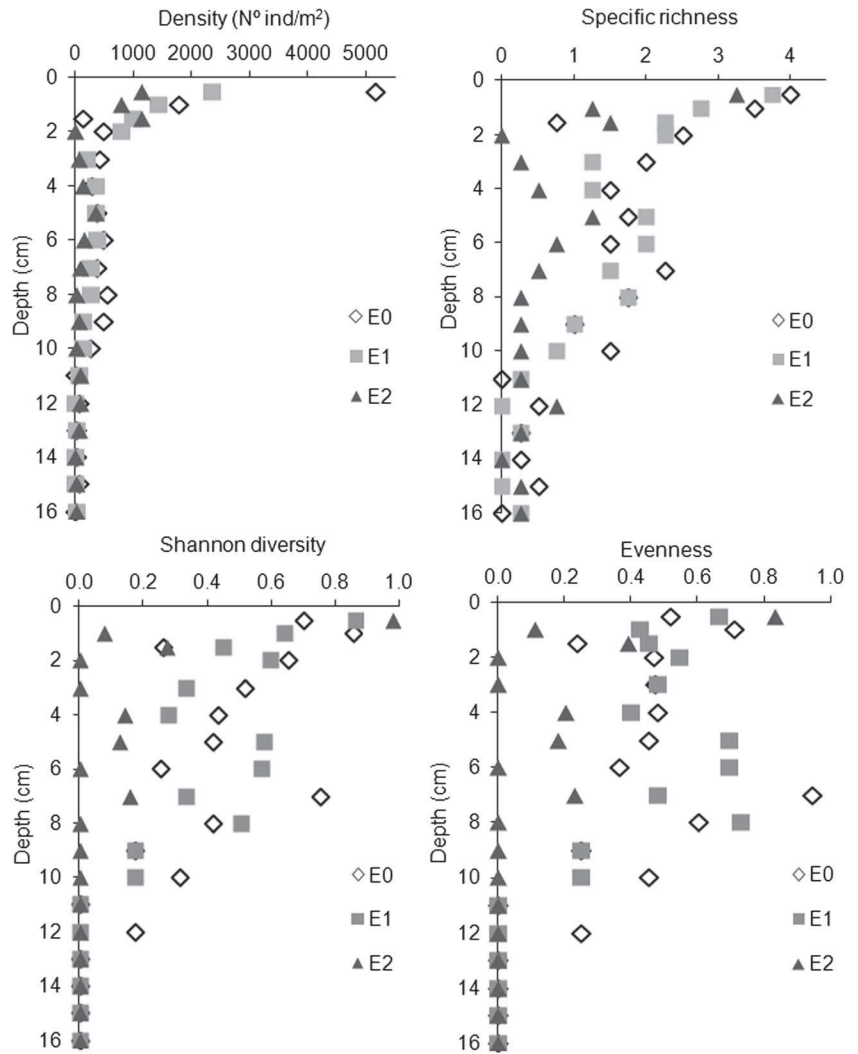 Density (Nº ind/m²)
0 1000 2000 3000 4000 5000
0
2
4
6
8
10
12
14
16
Depth (cm)
E0
E1
E2
Specific richness
0 1 2 3 4
0
2
4
6
8
10
12
14
16
Depth (cm)
E0
E1
E2
Shannon diversity
0.0 0.2 0.4 0.6 0.8 1.0
0
2
4
6
8
10
12
14
16
Depth (cm)
E0
E1
E2
Evenness
0.0 0.2 0.4 0.6 0.8 1.0
0
2
4
6
8
10
12
14
16
Depth (cm)
E0
E1
E2